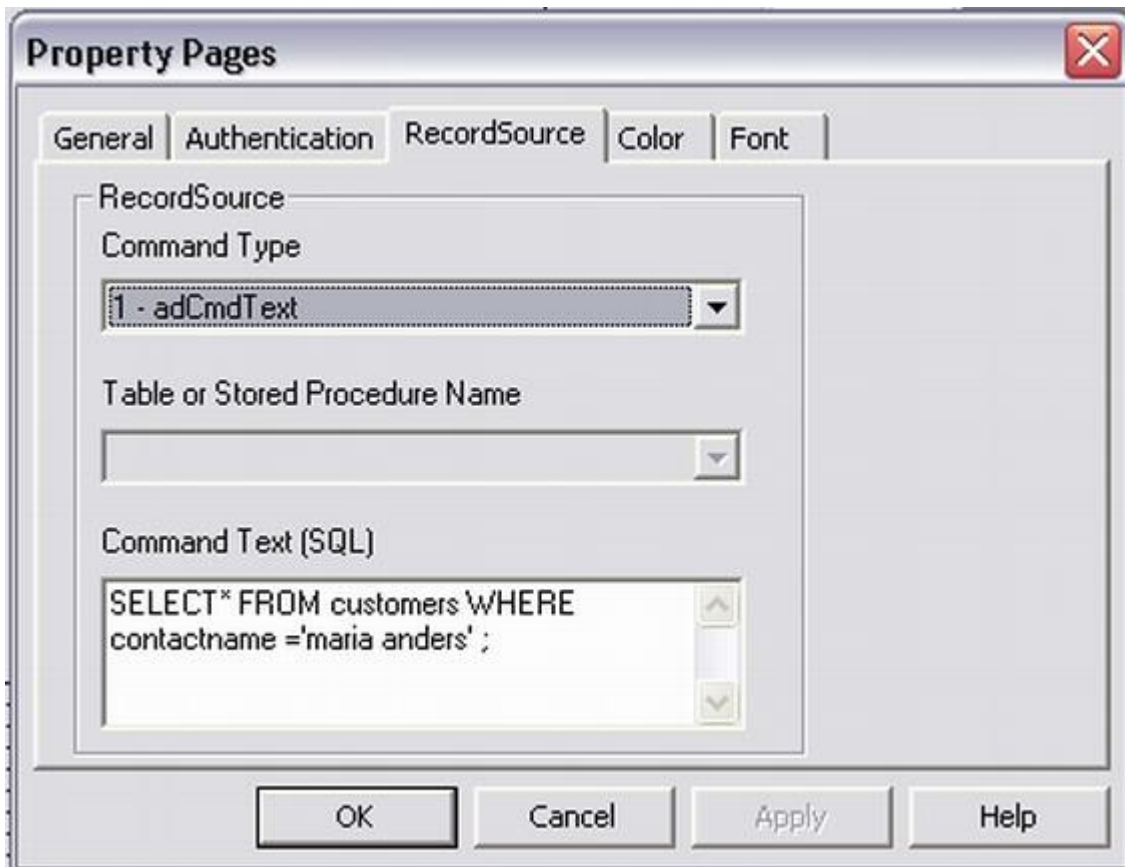 Property Pages
General Authentication RecordSource Color Font
RecordSource
Command Type
1 - adCmdText
Table or Stored Procedure Name
Command Text (SQL)
SELECT* FROM customers WHERE
contactname ='maria anders' ;
OK Cancel Apply Help